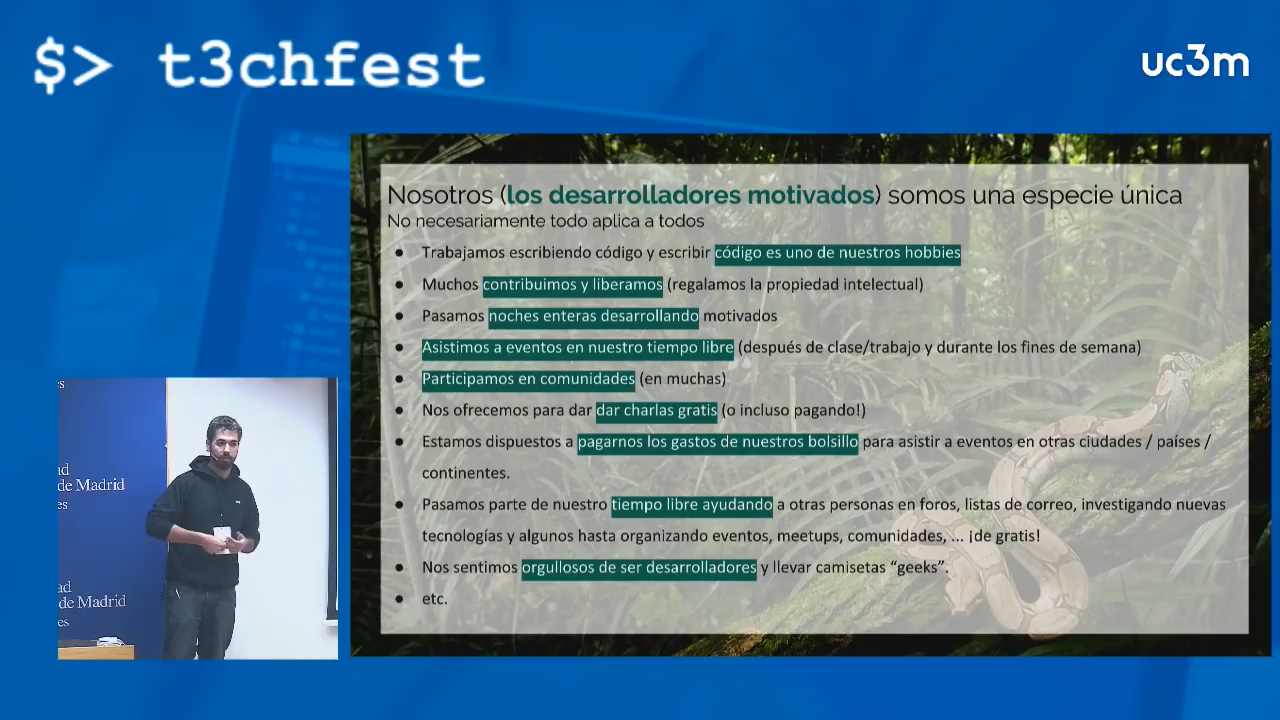 $> t3chfest
uc3m
Nosotros (los desarrolladores motivados) somos una especie única
No necesariamente todo aplica a todos
● Trabajamos escribiendo código y escribir código es uno de nuestros hobbies
● Muchos contribuimos y liberamos (regalamos la propiedad intelectual)
● Pasamos noches enteras desarrollando motivados
● Asistimos a eventos en nuestro tiempo libre (después de clase/trabajo y durante los fines de semana)
● Participamos en comunidades (en muchas)
● Nos ofrecemos para dar dar charlas gratis (o incluso pagando!)
● Estamos dispuestos a pagarnos los gastos de nuestros bolsillo para asistir a eventos en otras ciudades / países /
continentes.
● Pasamos parte de nuestro tiempo libre ayudando a otras personas en foros, listas de correo, investigando nuevas
tecnologías y algunos hasta organizando eventos, meetups, comunidades, ... ¡de gratis!
● Nos sentimos orgullosos de ser desarrolladores y llevar camisetas “geeks”.
● etc.
es
ad
de Madrid
es
ad
de Madrid
es